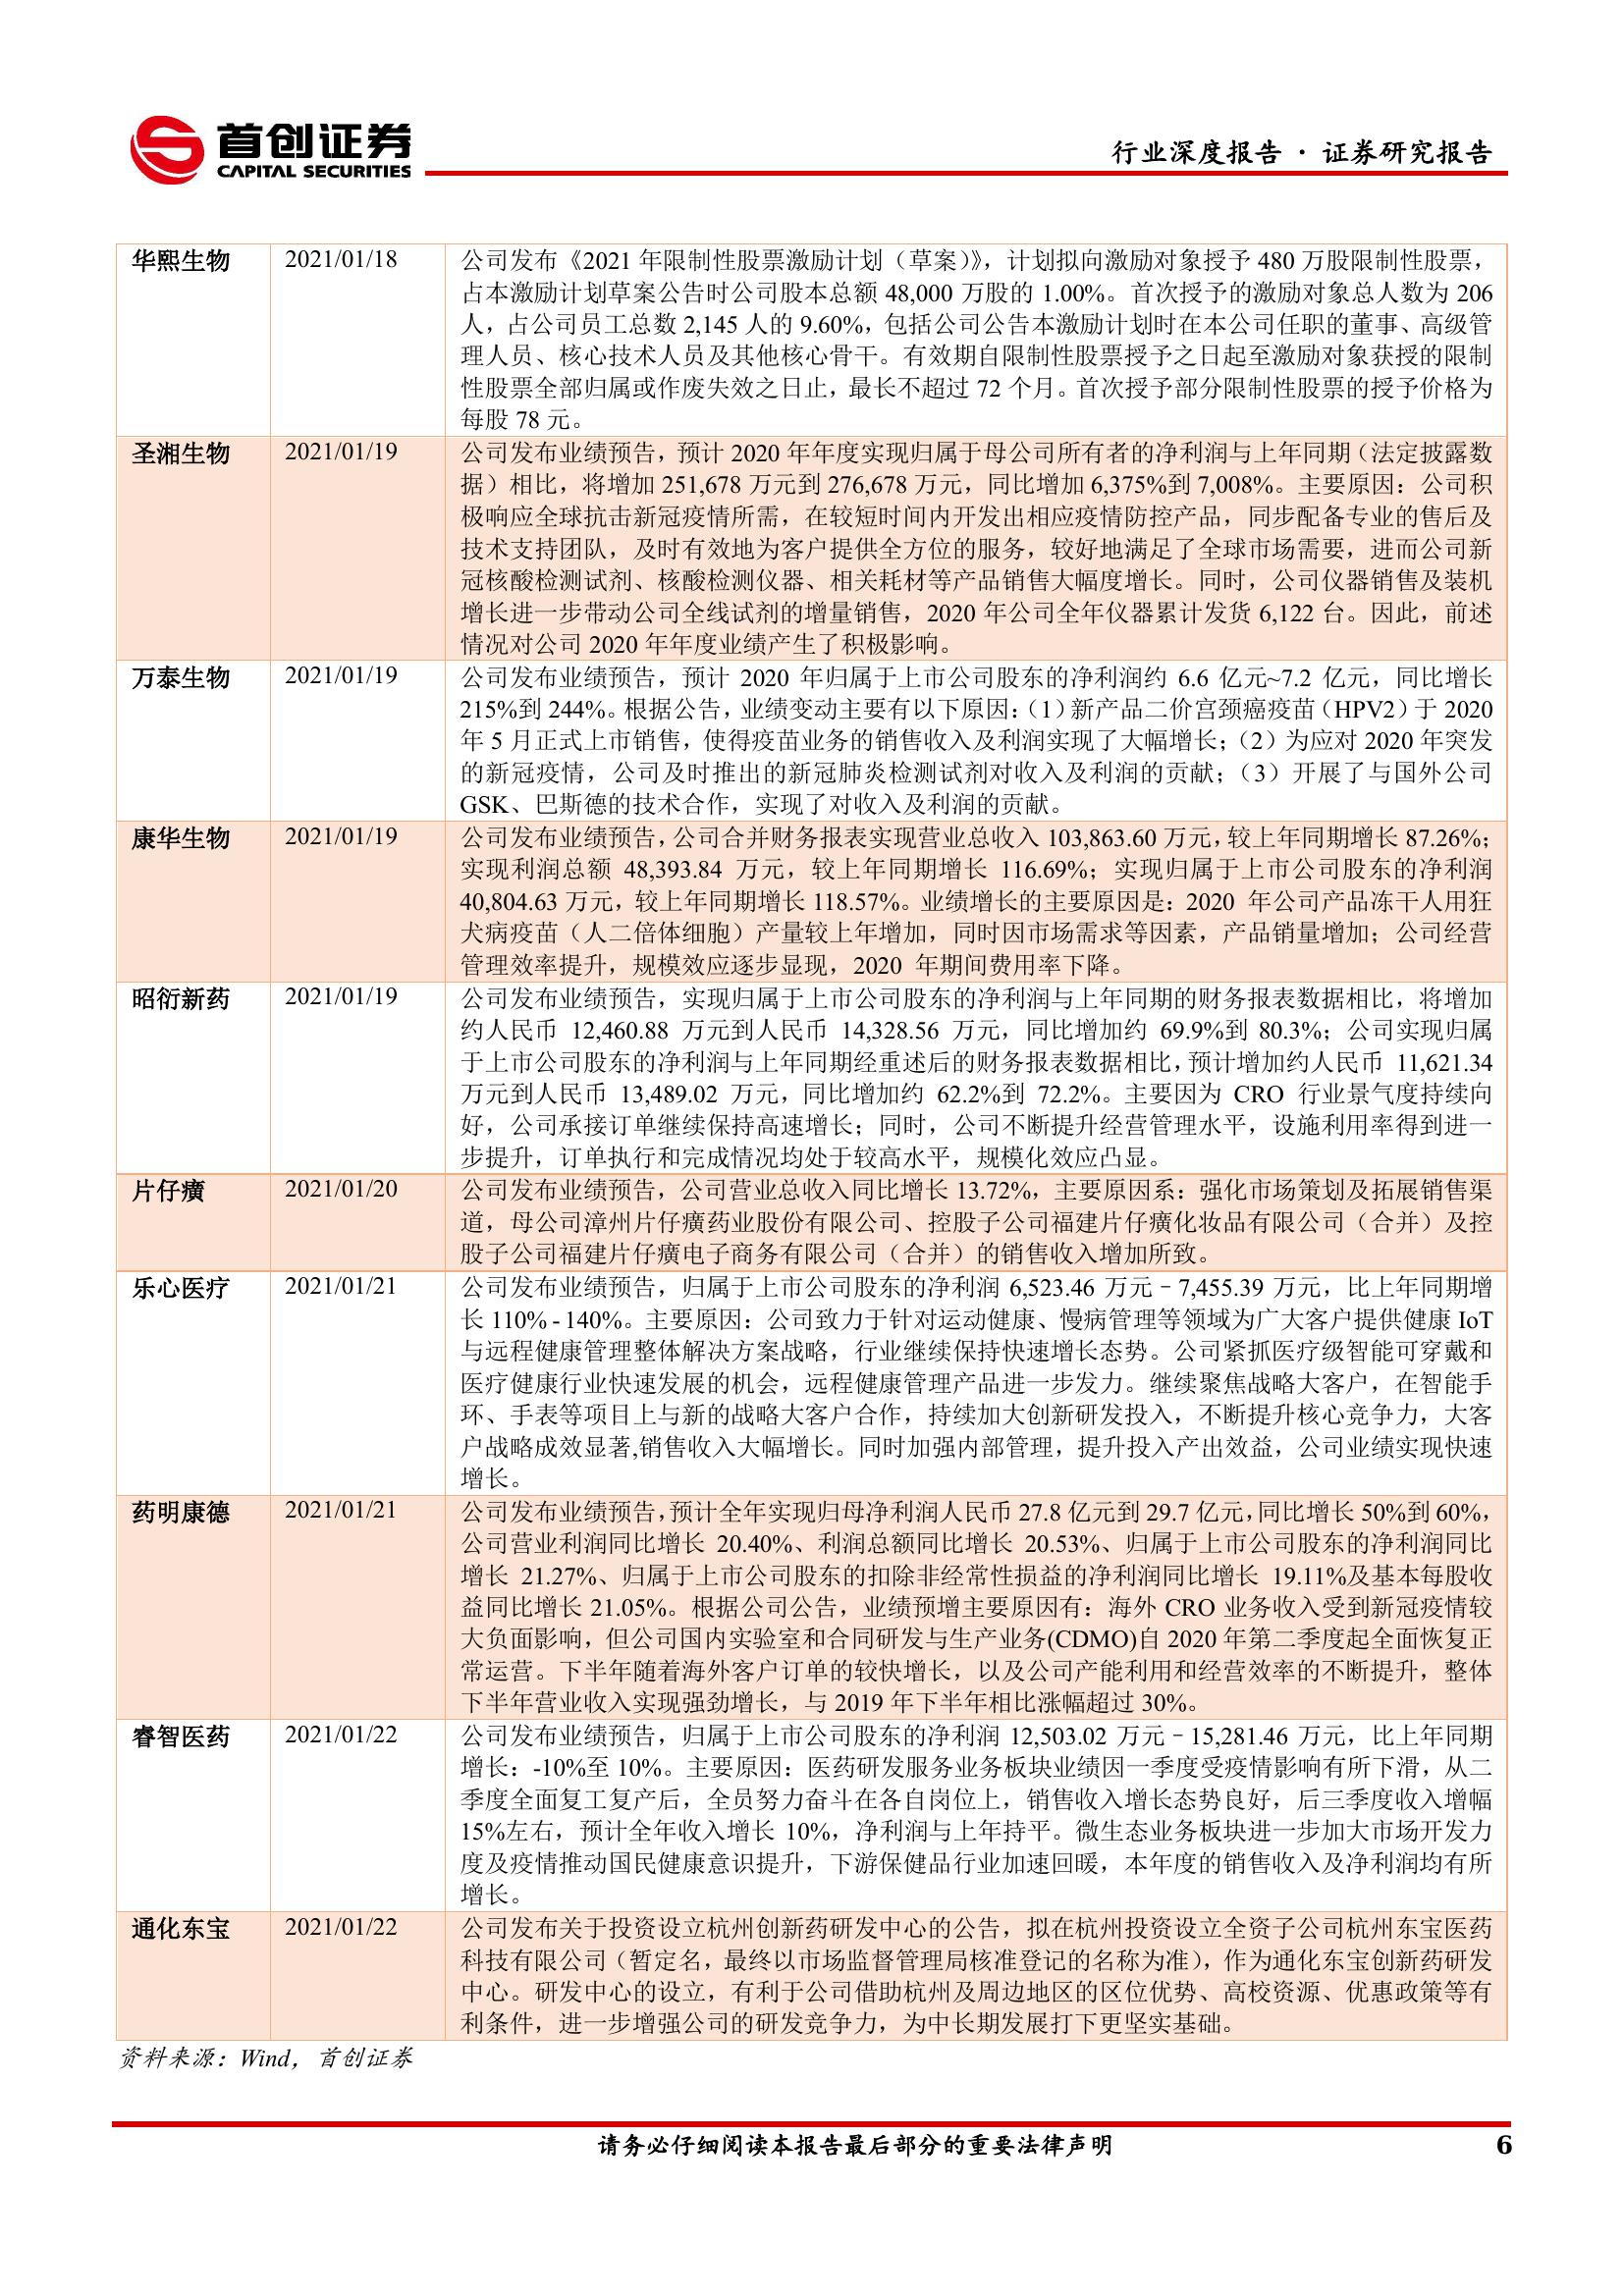 首创证券
CAPITAL SECURITIES
行业深度报告 · 证券研究报告
华熙生物 2021/01/18 公司发布《2021 年限制性股票激励计划（草案）》，计划拟向激励对象授予 480 万股限制性股票，
占本激励计划草案公告时公司股本总额 48,000 万股的 1.00%。首次授予的激励对象总人数为 206
人，占公司员工总数 2,145 人的 9.60%，包括公司公告本激励计划时在本公司任职的董事、高级管
理人员、核心技术人员及其他核心骨干。有效期自限制性股票授予之日起至激励对象获授的限制
性股票全部归属或作废失效之日止，最长不超过 72 个月。首次授予部分限制性股票的授予价格为
每股 78 元。
圣湘生物 2021/01/19 公司发布业绩预告，预计 2020 年年度实现归属于母公司所有者的净利润与上年同期（法定披露数
据）相比，将增加 251,678 万元到 276,678 万元，同比增加 6,375%到 7,008%。主要原因：公司积
极响应全球抗击新冠疫情所需，在较短时间内开发出相应疫情防控产品，同步配备专业的售后及
技术支持团队，及时有效地为客户提供全方位的服务，较好地满足了全球市场需要，进而公司新
冠核酸检测试剂、核酸检测仪器、相关耗材等产品销售大幅度增长。同时，公司仪器销售及装机
增长进一步带动公司全线试剂的增量销售，2020 年公司全年仪器累计发货 6,122 台。因此，前述
情况对公司 2020 年年度业绩产生了积极影响。
万泰生物 2021/01/19 公司发布业绩预告，预计 2020 年归属于上市公司股东的净利润约 6.6 亿元~7.2 亿元，同比增长
215%到 244%。根据公告，业绩变动主要有以下原因：（1）新产品二价宫颈癌疫苗（HPV2）于 2020
年 5 月正式上市销售，使得疫苗业务的销售收入及利润实现了大幅增长；（2）为应对 2020 年突发
的新冠疫情，公司及时推出的新冠肺炎检测试剂对收入及利润的贡献；（3）开展了与国外公司
GSK、巴斯德的技术合作，实现了对收入及利润的贡献。
康华生物 2021/01/19 公司发布业绩预告，公司合并财务报表实现营业总收入 103,863.60 万元，较上年同期增长 87.26%；
实现利润总额 48,393.84 万元，较上年同期增长 116.69%；实现归属于上市公司股东的净利润
40,804.63 万元，较上年同期增长 118.57%。业绩增长的主要原因是：2020 年公司产品冻干人用狂
犬病疫苗（人二倍体细胞）产量较上年增加，同时因市场需求等因素，产品销量增加；公司经营
管理效率提升，规模效应逐步显现，2020 年期间费用率下降。
昭衍新药 2021/01/19 公司发布业绩预告，实现归属于上市公司股东的净利润与上年同期的财务报表数据相比，将增加
约人民币 12,460.88 万元到人民币 14,328.56 万元，同比增加约 69.9%到 80.3%；公司实现归属
于上市公司股东的净利润与上年同期经重述后的财务报表数据相比，预计增加约人民币 11,621.34
万元到人民币 13,489.02 万元，同比增加约 62.2%到 72.2%。主要因为 CRO 行业景气度持续向
好，公司承接订单继续保持高速增长；同时，公司不断提升经营管理水平，设施利用率得到进一
步提升，订单执行和完成情况均处于较高水平，规模化效应凸显。
片仔癀 2021/01/20 公司发布业绩预告，公司营业总收入同比增长 13.72%，主要原因系：强化市场策划及拓展销售渠
道，母公司漳州片仔癀药业股份有限公司、控股子公司福建片仔癀化妆品有限公司（合并）及控
股子公司福建片仔癀电子商务有限公司（合并）的销售收入增加所致。
乐心医疗 2021/01/21 公司发布业绩预告，归属于上市公司股东的净利润 6,523.46 万元－7,455.39 万元，比上年同期增
长 110% - 140%。主要原因：公司致力于针对运动健康、慢病管理等领域为广大客户提供健康 IoT
与远程健康管理整体解决方案战略，行业继续保持快速增长态势。公司紧抓医疗级智能可穿戴和
医疗健康行业快速发展的机会，远程健康管理产品进一步发力。继续聚焦战略大客户，在智能手
环、手表等项目上与新的战略大客户合作，持续加大创新研发投入，不断提升核心竞争力，大客
户战略成效显著,销售收入大幅增长。同时加强内部管理，提升投入产出效益，公司业绩实现快速
增长。
药明康德 2021/01/21 公司发布业绩预告，预计全年实现归母净利润人民币 27.8 亿元到 29.7 亿元，同比增长 50%到 60%，
公司营业利润同比增长 20.40%、利润总额同比增长 20.53%、归属于上市公司股东的净利润同比
增长 21.27%、归属于上市公司股东的扣除非经常性损益的净利润同比增长 19.11%及基本每股收
益同比增长 21.05%。根据公司公告，业绩预增主要原因有：海外 CRO 业务收入受到新冠疫情较
大负面影响，但公司国内实验室和合同研发与生产业务(CDMO)自 2020 年第二季度起全面恢复正
常运营。下半年随着海外客户订单的较快增长，以及公司产能利用和经营效率的不断提升，整体
下半年营业收入实现强劲增长，与 2019 年下半年相比涨幅超过 30%。
睿智医药 2021/01/22 公司发布业绩预告，归属于上市公司股东的净利润 12,503.02 万元－15,281.46 万元，比上年同期
增长：-10%至 10%。主要原因：医药研发服务业务板块业绩因一季度受疫情影响有所下滑，从二
季度全面复工复产后，全员努力奋斗在各自岗位上，销售收入增长态势良好，后三季度收入增幅
15%左右，预计全年收入增长 10%，净利润与上年持平。微生态业务板块进一步加大市场开发力
度及疫情推动国民健康意识提升，下游保健品行业加速回暖，本年度的销售收入及净利润均有所
增长。
通化东宝 2021/01/22 公司发布关于投资设立杭州创新药研发中心的公告，拟在杭州投资设立全资子公司杭州东宝医药
科技有限公司（暂定名，最终以市场监督管理局核准登记的名称为准），作为通化东宝创新药研发
中心。研发中心的设立，有利于公司借助杭州及周边地区的区位优势、高校资源、优惠政策等有
利条件，进一步增强公司的研发竞争力，为中长期发展打下更坚实基础。
资料来源：Wind，首创证券
请务必仔细阅读本报告最后部分的重要法律声明
6